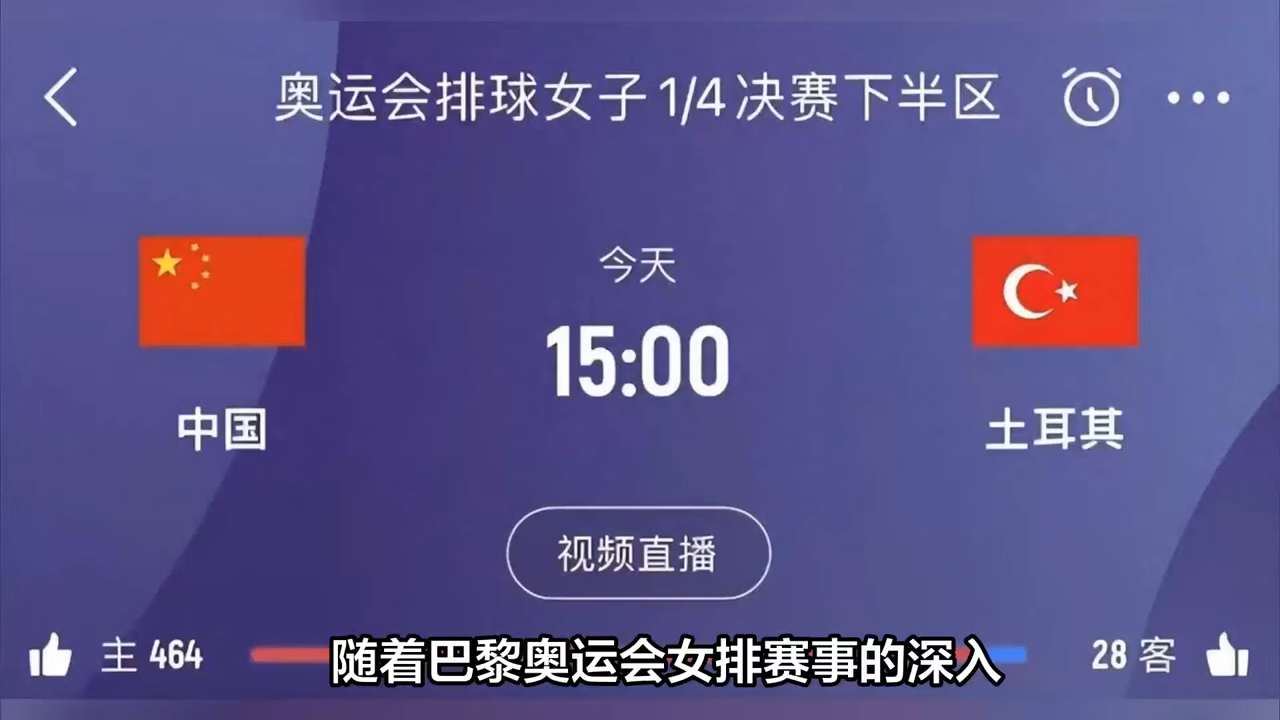 奥运会排球女子1/4决赛下半区
今天
15:00
中国
土耳其
视频直播
主 464
28 客
随着巴黎奥运会女排赛事的深入